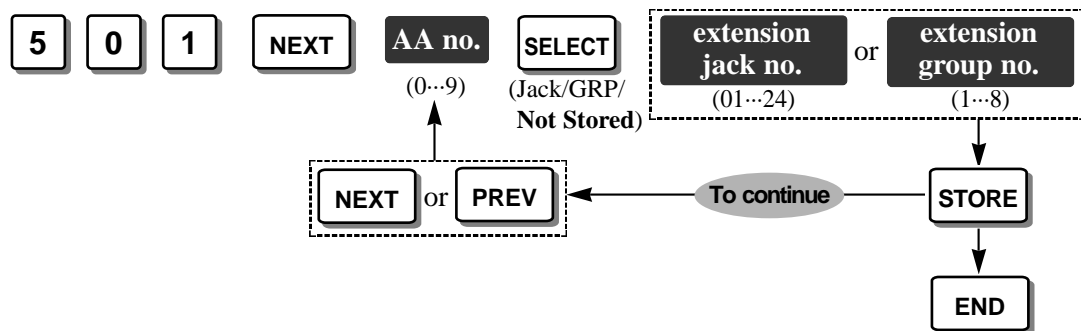 5 0 1 NEXT AA no. SELECT extension jack no. or extension group no.
(0···9) (Jack/GRP/ Not Stored) (01···24) (1···8)
NEXT or PREV To continue STORE
END